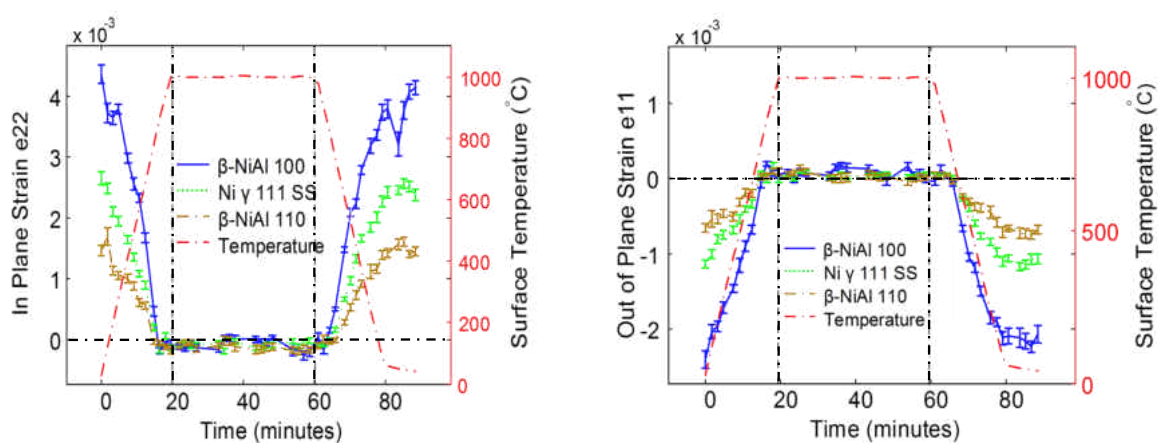 x 10⁻³
4
3
2
1
0
In Plane Strain e22
β-NiAl 100
Ni γ 111 SS
β-NiAl 110
Temperature
1000
800
600
400
200
0
Surface Temperature (°C)
0 20 40 60 80
Time (minutes)
x 10⁻³
1
0
-1
-2
Out of Plane Strain e11
β-NiAl 100
Ni γ 111 SS
β-NiAl 110
Temperature
1000
500
0
Surface Temperature (°C)
0 20 40 60 80
Time (minutes)